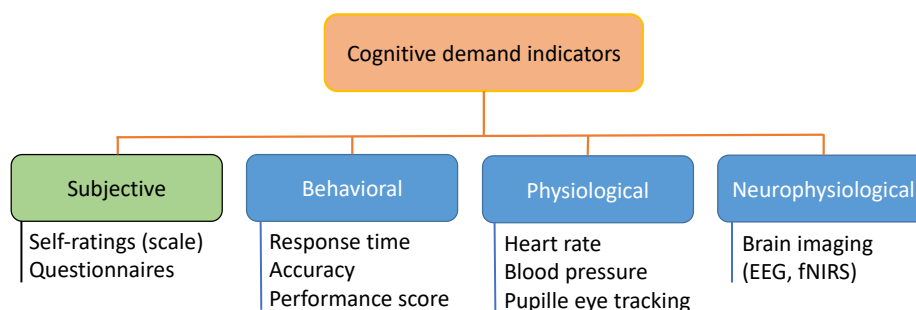 Cognitive demand indicators
Subjective
Self-ratings (scale)
Questionnaires
Behavioral
Response time
Accuracy
Performance score
Physiological
Heart rate
Blood pressure
Pupille eye tracking
Neurophysiological
Brain imaging
(EEG, fNIRS)